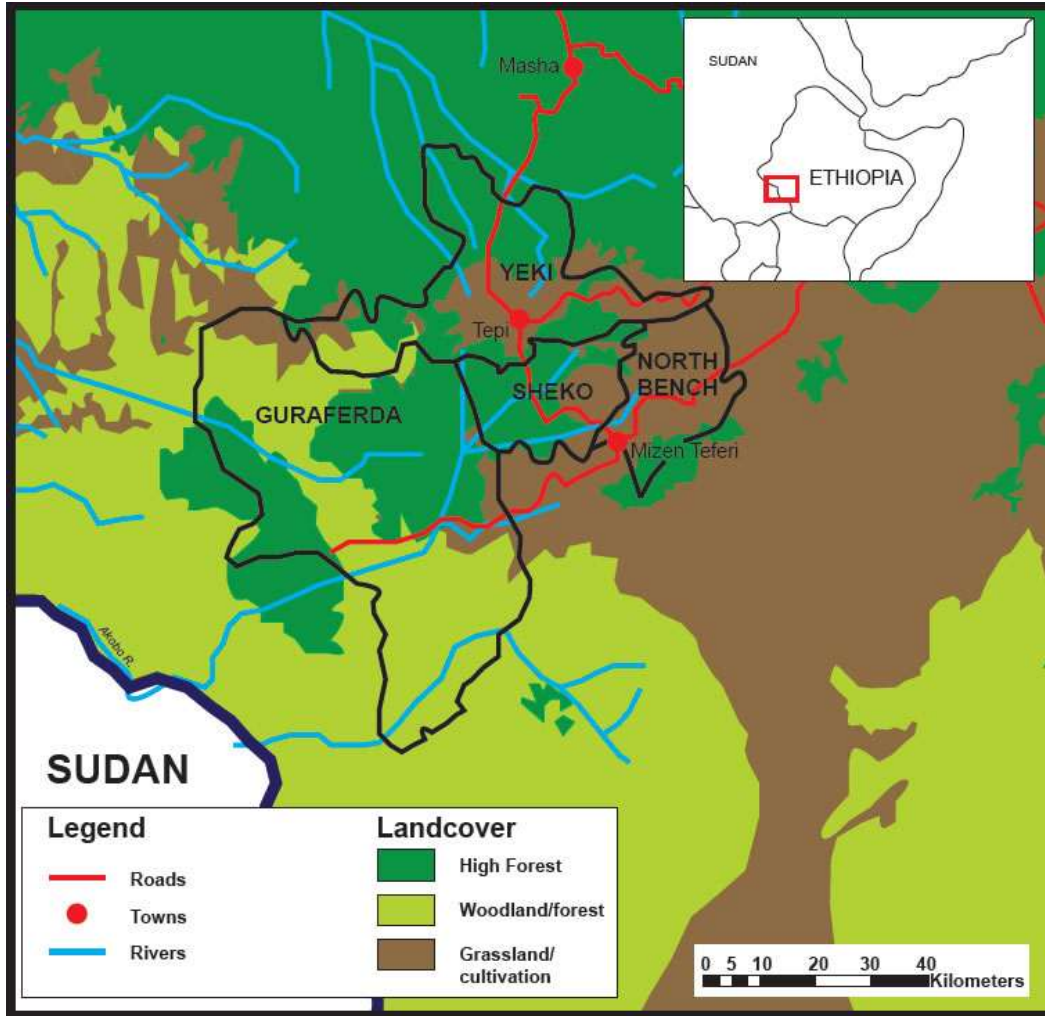 Masha
SUDAN
ETHIOPIA
YEKI
Tepi
NORTH
BENCH
SHEKO
GURAFERDA
Mizen Teferi
Akobo R.
SUDAN
Legend
Roads
Towns
Rivers
Landcover
High Forest
Woodland/forest
Grassland/
cultivation
0 5 10 20 30 40
Kilometers